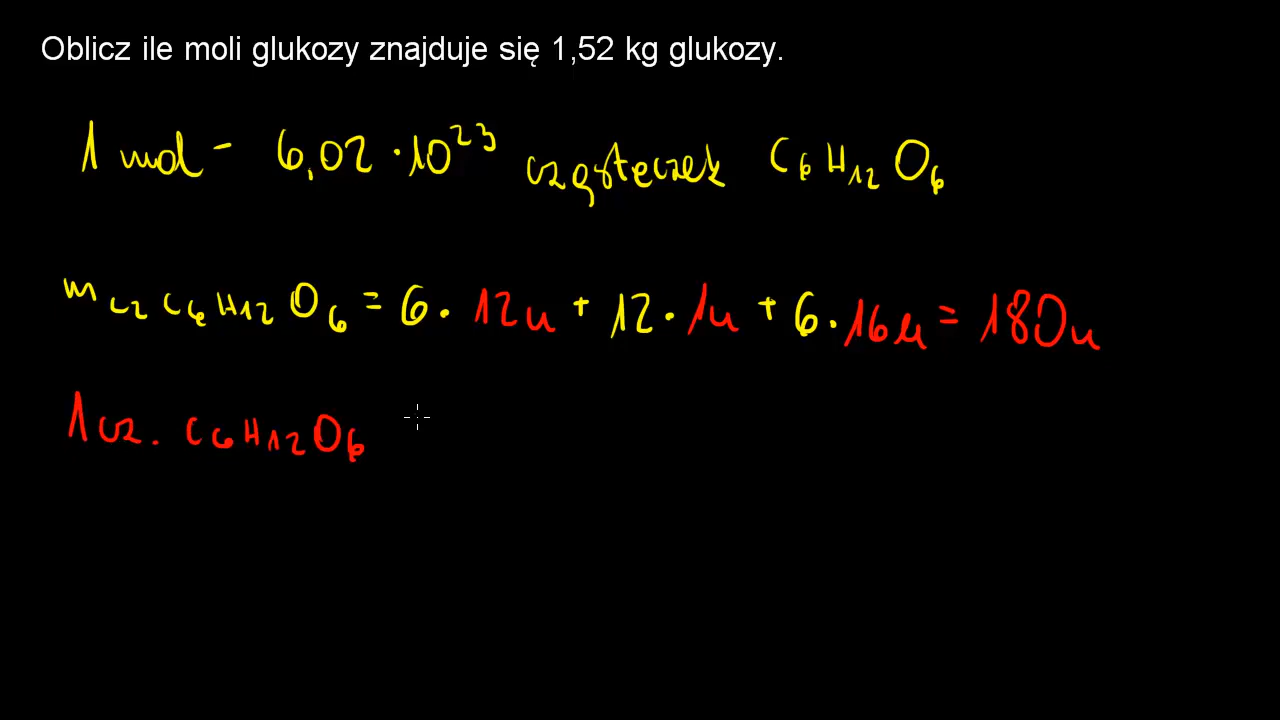 Oblicz ile moli glukozy znajduje się 1,52 kg glukozy.
1 mol - 6,02 · 10²³ cząsteczek C₆H₁₂O₆
m cz C₆H₁₂O₆ = 6 · 12u + 12 · 1u + 6 · 16u = 180u
1 cz. C₆H₁₂O₆